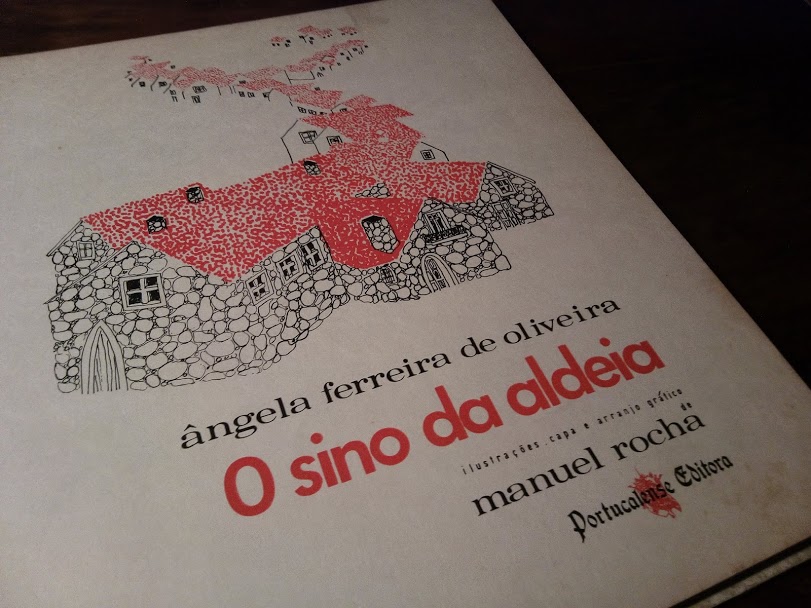 ângela ferreira de oliveira
O sino da aldeia
ilustrações . capa e arranjo gráfico
de
manuel rocha
Portucalense Editora